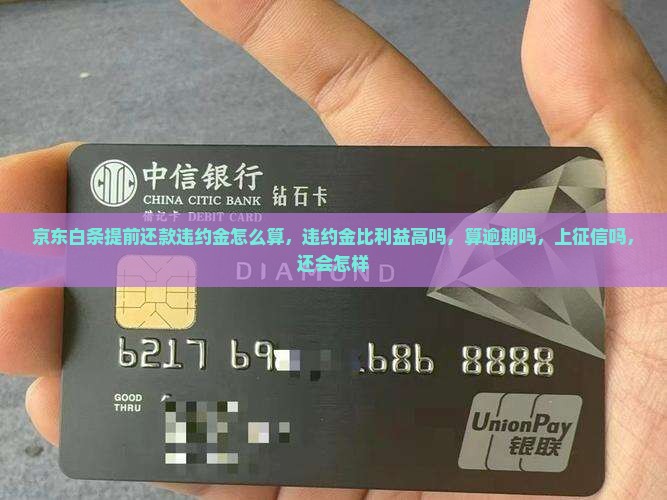 中信银行
CHINA CITIC BANK 钻石卡
借记卡 DEBIT CARD
京东白条提前还款违约金怎么算，违约金比利益高吗，算逾期吗，上征信吗，
还会怎样
DIAMOND
6217 69 686 8888
GOOD
THRU
UnionPay
银联